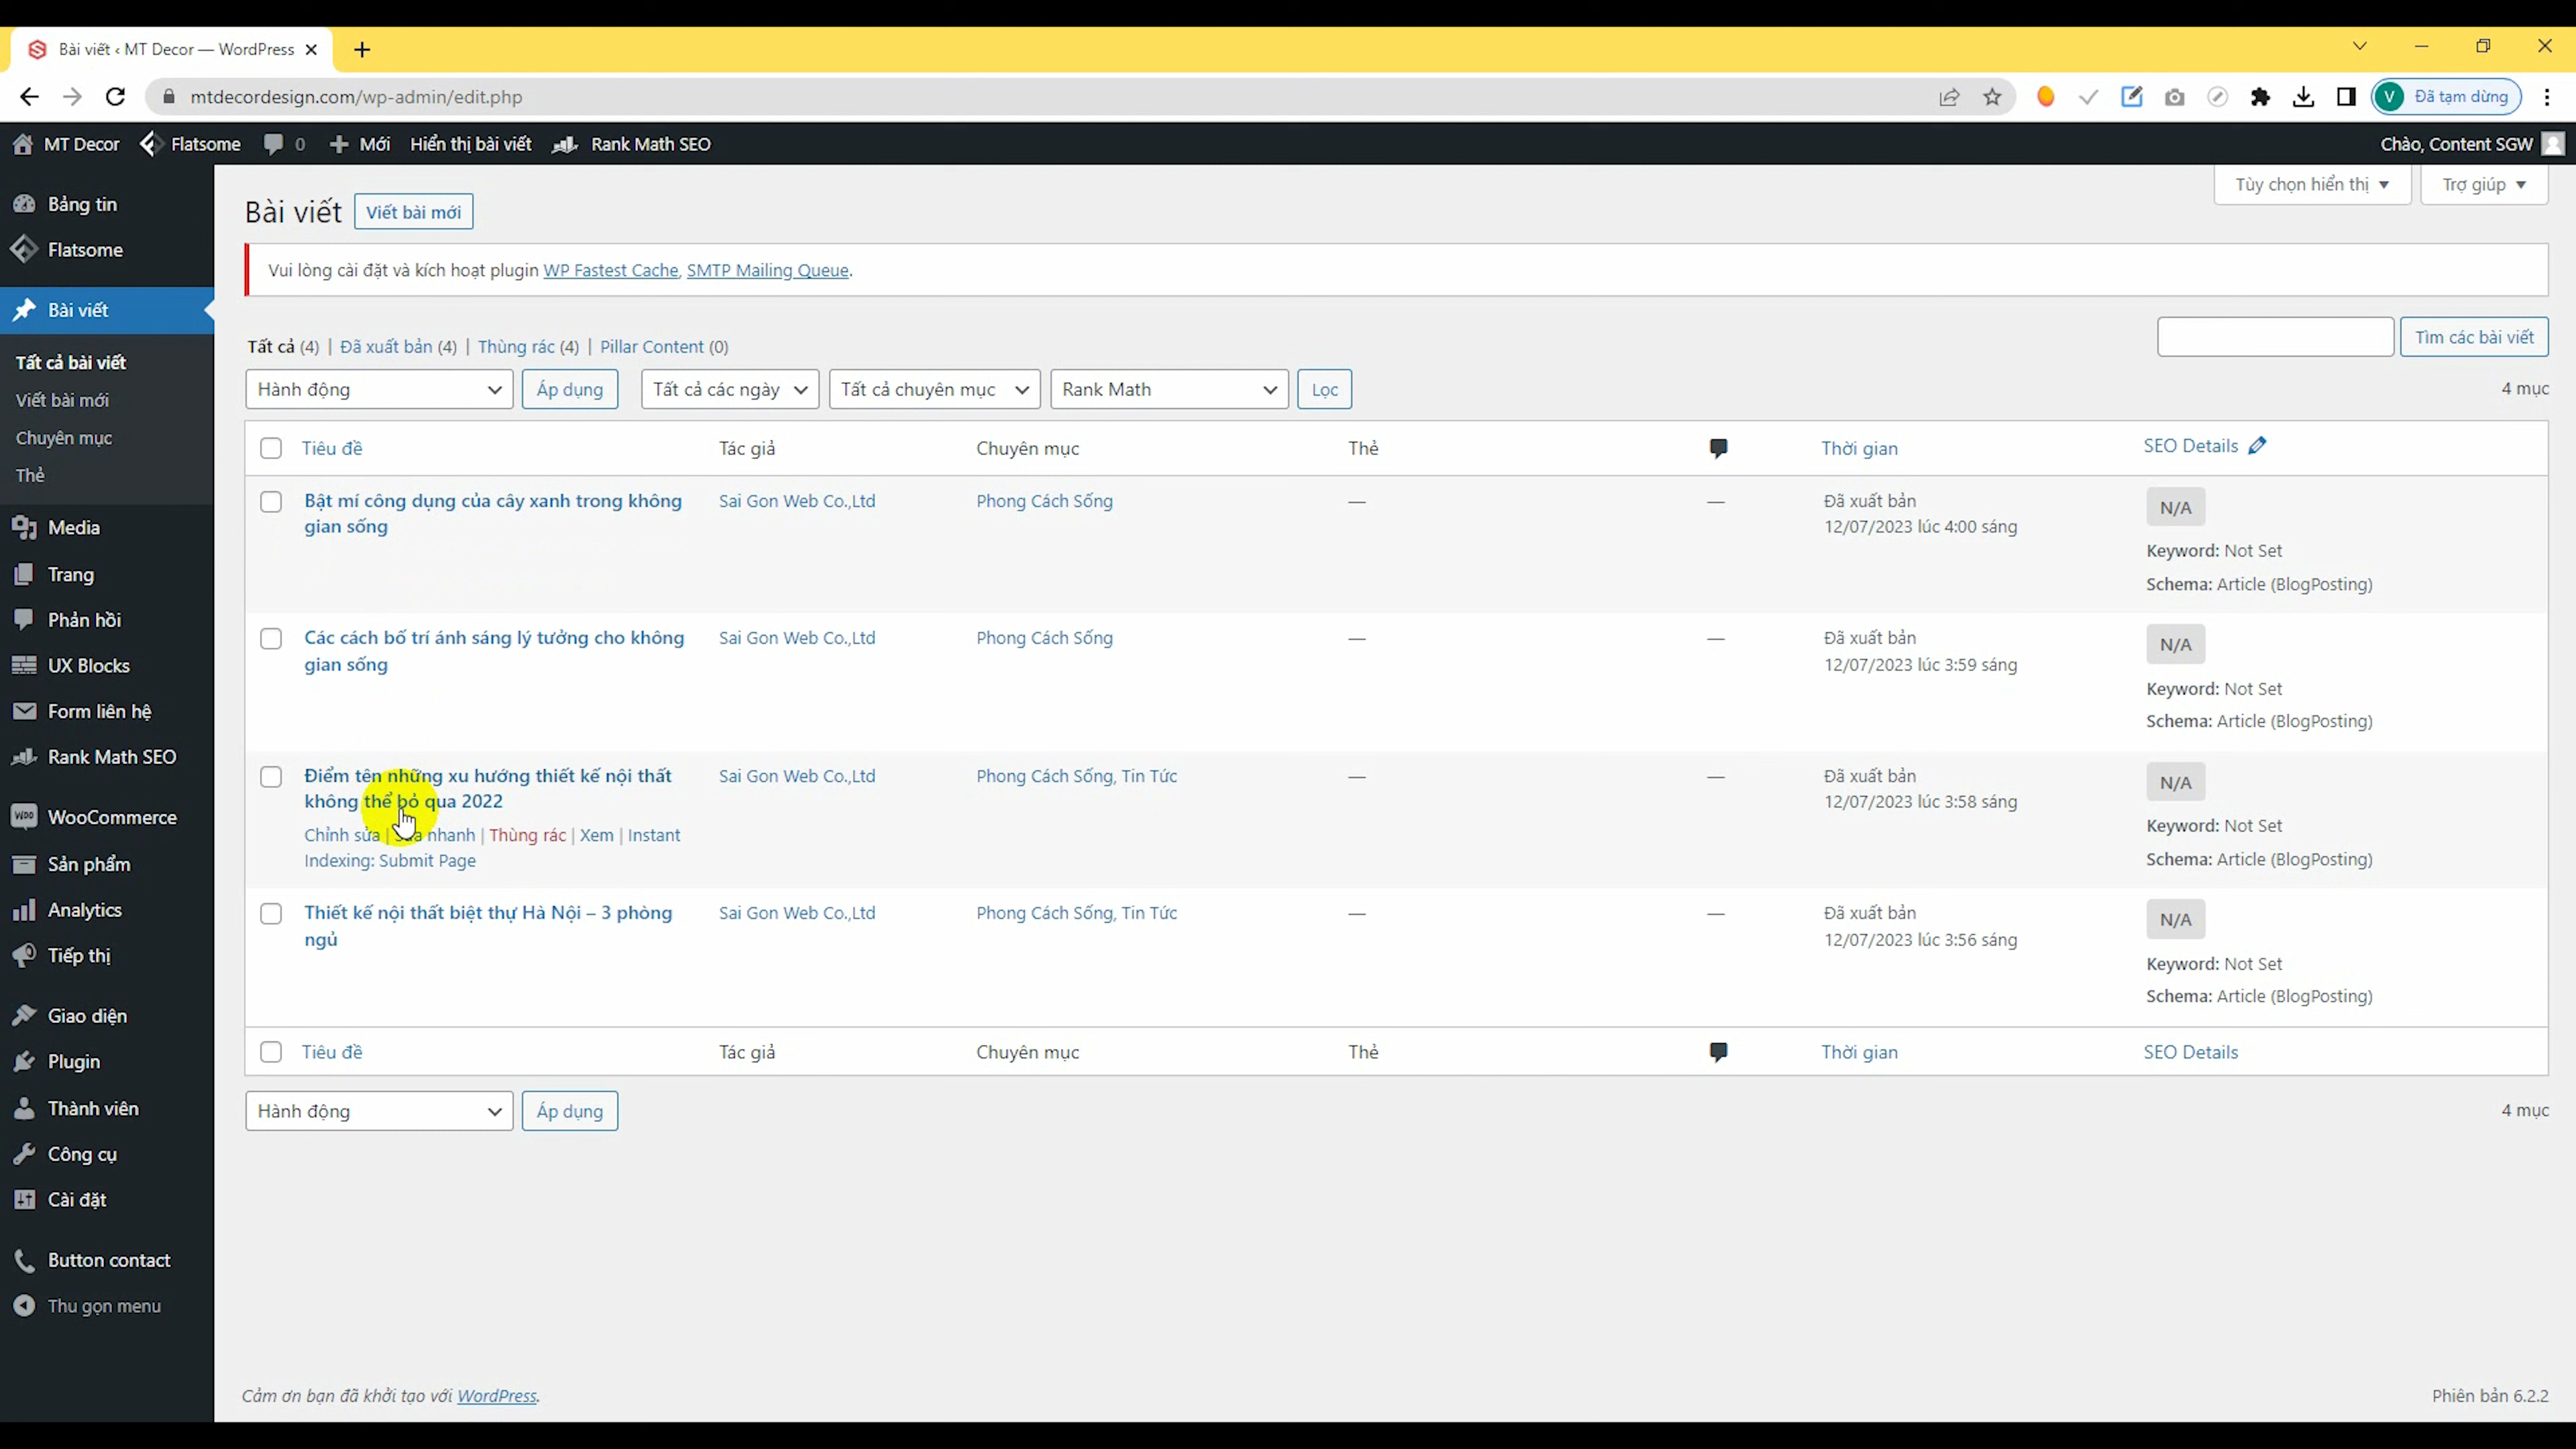 Bài viết ‹ MT Decor — WordPress
mtdecordesign.com/wp-admin/edit.php
V Đã tạm dừng
MT Decor Flatsome 0 Mới Hiển thị bài viết Rank Math SEO Chào, Content SGW
Bảng tin
Flatsome
Bài viết
Tất cả bài viết
Viết bài mới
Chuyên mục
Thẻ
Media
Trang
Phản hồi
UX Blocks
Form liên hệ
Rank Math SEO
WooCommerce
Sản phẩm
Analytics
Tiếp thị
Giao diện
Plugin
Thành viên
Công cụ
Cài đặt
Button contact
Thu gọn menu
Tùy chọn hiển thị Trợ giúp
Bài viết Viết bài mới
Vui lòng cài đặt và kích hoạt plugin WP Fastest Cache, SMTP Mailing Queue.
Tất cả (4) | Đã xuất bản (4) | Thùng rác (4) | Pillar Content (0)
Tìm các bài viết
Hành động Áp dụng Tất cả các ngày Tất cả chuyên mục Rank Math Lọc 4 mục
Tiêu đề Tác giả Chuyên mục Thẻ Thời gian SEO Details
Bật mí công dụng của cây xanh trong không Sai Gon Web Co.,Ltd Phong Cách Sống — — Đã xuất bản N/A
gian sống 12/07/2023 lúc 4:00 sáng
Keyword: Not Set
Schema: Article (BlogPosting)
Các cách bố trí ánh sáng lý tưởng cho không Sai Gon Web Co.,Ltd Phong Cách Sống — — Đã xuất bản N/A
gian sống 12/07/2023 lúc 3:59 sáng
Keyword: Not Set
Schema: Article (BlogPosting)
Điểm tên những xu hướng thiết kế nội thất Sai Gon Web Co.,Ltd Phong Cách Sống, Tin Tức — — Đã xuất bản N/A
không thể bỏ qua 2022 12/07/2023 lúc 3:58 sáng
Chỉnh sửa | nhanh | Thùng rác | Xem | Instant Keyword: Not Set
Indexing: Submit Page Schema: Article (BlogPosting)
Thiết kế nội thất biệt thự Hà Nội – 3 phòng Sai Gon Web Co.,Ltd Phong Cách Sống, Tin Tức — — Đã xuất bản N/A
ngủ 12/07/2023 lúc 3:56 sáng
Keyword: Not Set
Schema: Article (BlogPosting)
Tiêu đề Tác giả Chuyên mục Thẻ Thời gian SEO Details
Hành động Áp dụng 4 mục
Cảm ơn bạn đã khởi tạo với WordPress. Phiên bản 6.2.2